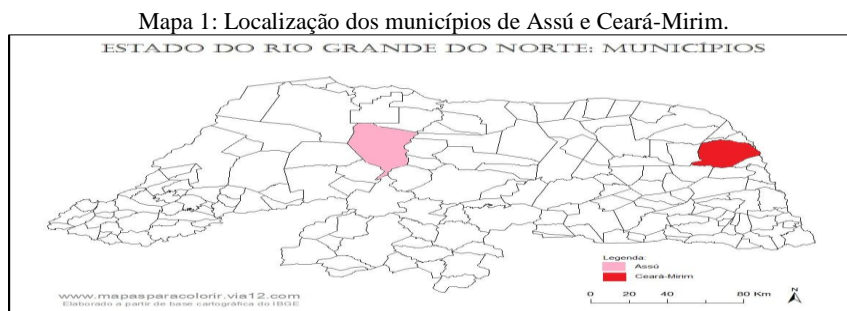 Mapa 1: Localização dos municípios de Assú e Ceará-Mirim.
ESTADO DO RIO GRANDE DO NORTE: MUNICÍPIOS
Legenda:
Assú
Ceará-Mirim
www.mapasparacolorir.via12.com
Elaborado a partir de base cartográfica do IBGE
0 20 40 80 Km
N